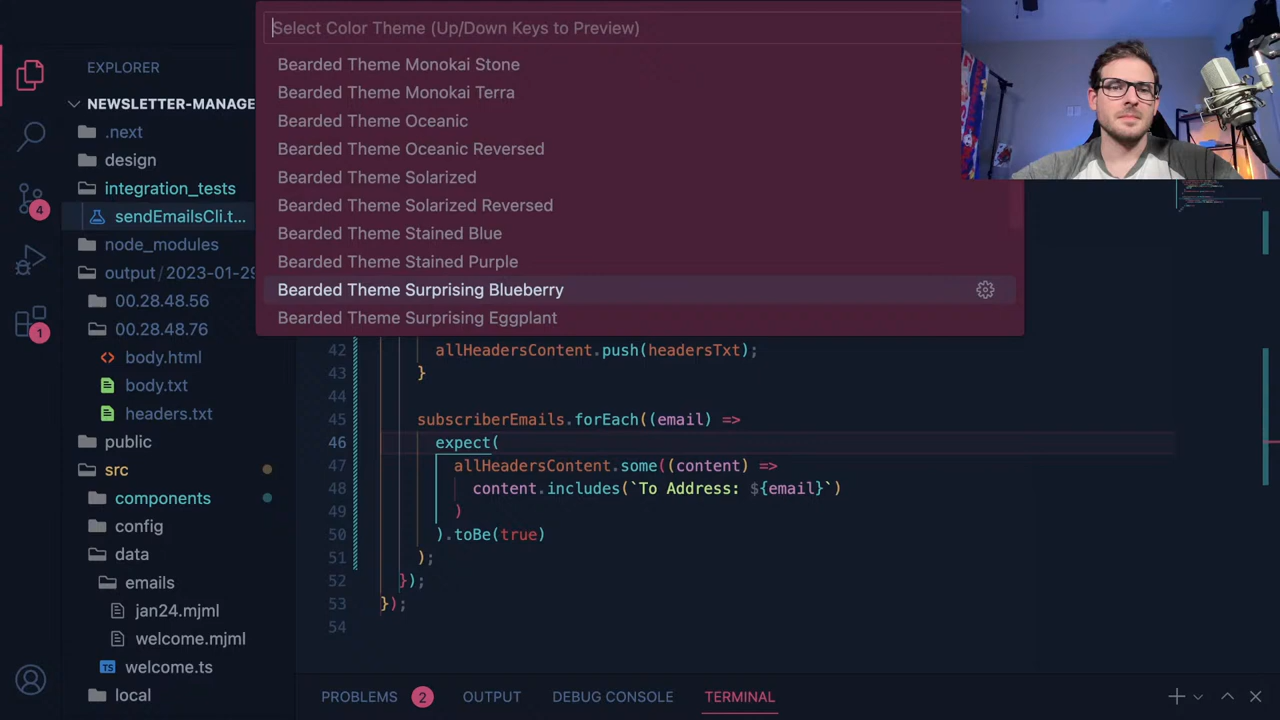 Select Color Theme (Up/Down Keys to Preview)
Bearded Theme Monokai Stone
Bearded Theme Monokai Terra
Bearded Theme Oceanic
Bearded Theme Oceanic Reversed
Bearded Theme Solarized
Bearded Theme Solarized Reversed
Bearded Theme Stained Blue
Bearded Theme Stained Purple
Bearded Theme Surprising Blueberry
Bearded Theme Surprising Eggplant
EXPLORER
NEWSLETTER-MANAGE
.next
design
integration_tests
sendEmailsCli.t...
node_modules
output/2023-01-29
00.28.48.56
00.28.48.76
body.html
body.txt
headers.txt
public
src
components
config
data
emails
jan24.mjml
welcome.mjml
TS welcome.ts
local
4
1
42 allHeadersContent.push(headersTxt);
43 }
44
45 subscriberEmails.forEach((email) =>
46 expect(
47 allHeadersContent.some((content) =>
48 content.includes(`To Address: ${email}`)
49 )
50 ).toBe(true)
51 );
52 });
53 });
54
PROBLEMS 2 OUTPUT DEBUG CONSOLE TERMINAL